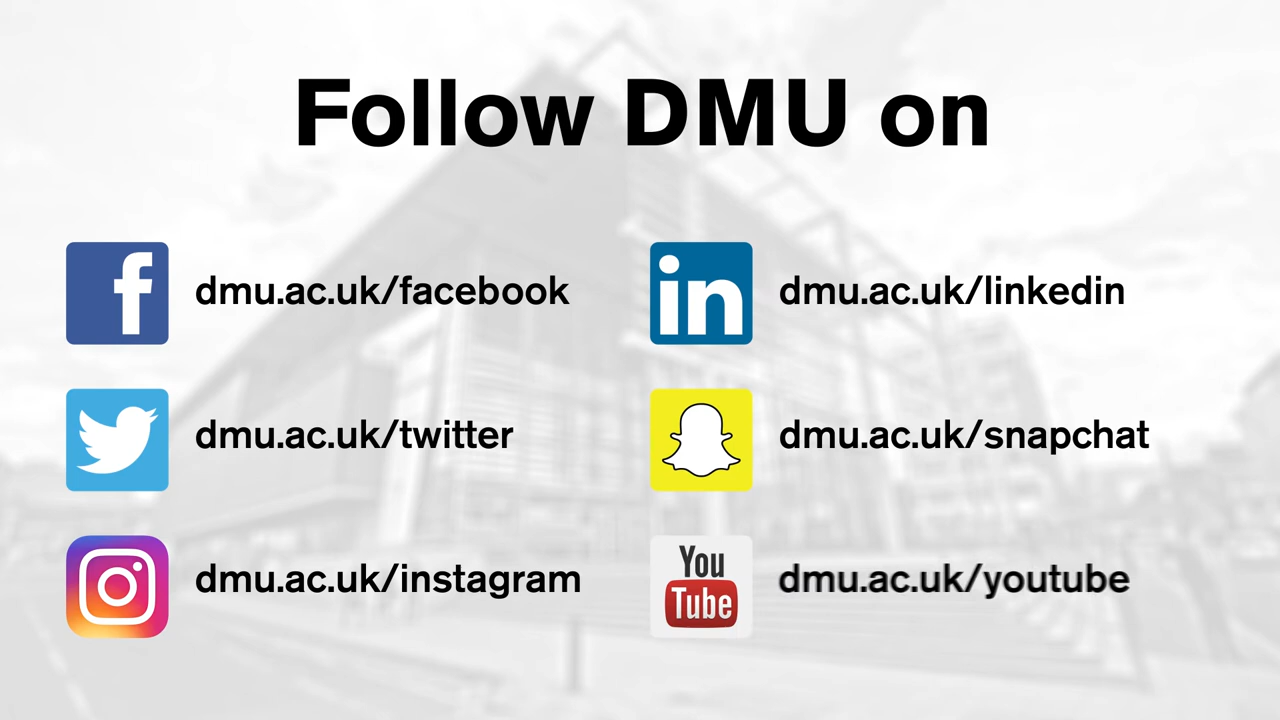 Follow DMU on
dmu.ac.uk/facebook
dmu.ac.uk/twitter
dmu.ac.uk/instagram
in
dmu.ac.uk/linkedin
dmu.ac.uk/snapchat
You
Tube
dmu.ac.uk/youtube